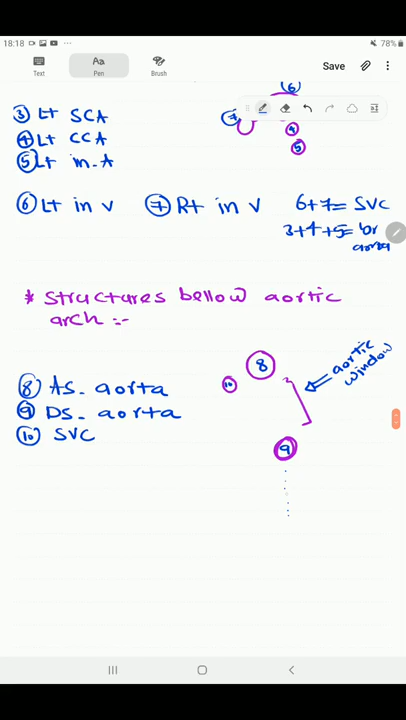 18:18 78%
Text Pen Brush Save
(6)
③ Lt SCA
④ Lt CCA 4
⑤ Lt in.A 5
⑥ Lt in v ⑦ Rt in v 6+7= SVC
3+4+5= br
aorta
* Structures bellow aortic
arch :-
aortic
window
8
10
⑧ AS- aorta
⑨ DS- aorta
⑩ SVC
9